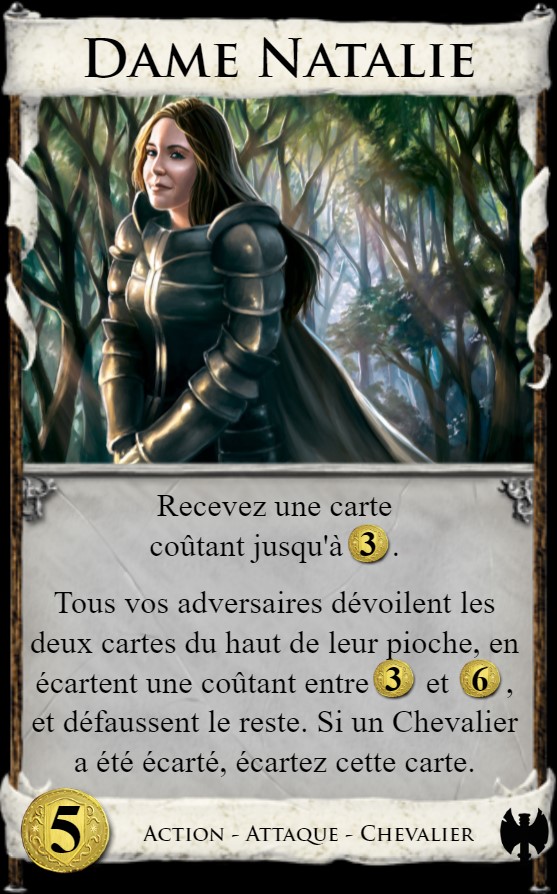 Dame Natalie
Recevez une carte
coûtant jusqu'à 3.
Tous vos adversaires dévoilent les
deux cartes du haut de leur pioche, en
écartent une coûtant entre 3 et 6,
et défaussent le reste. Si un Chevalier
a été écarté, écartez cette carte.
5
Action - Attaque - Chevalier